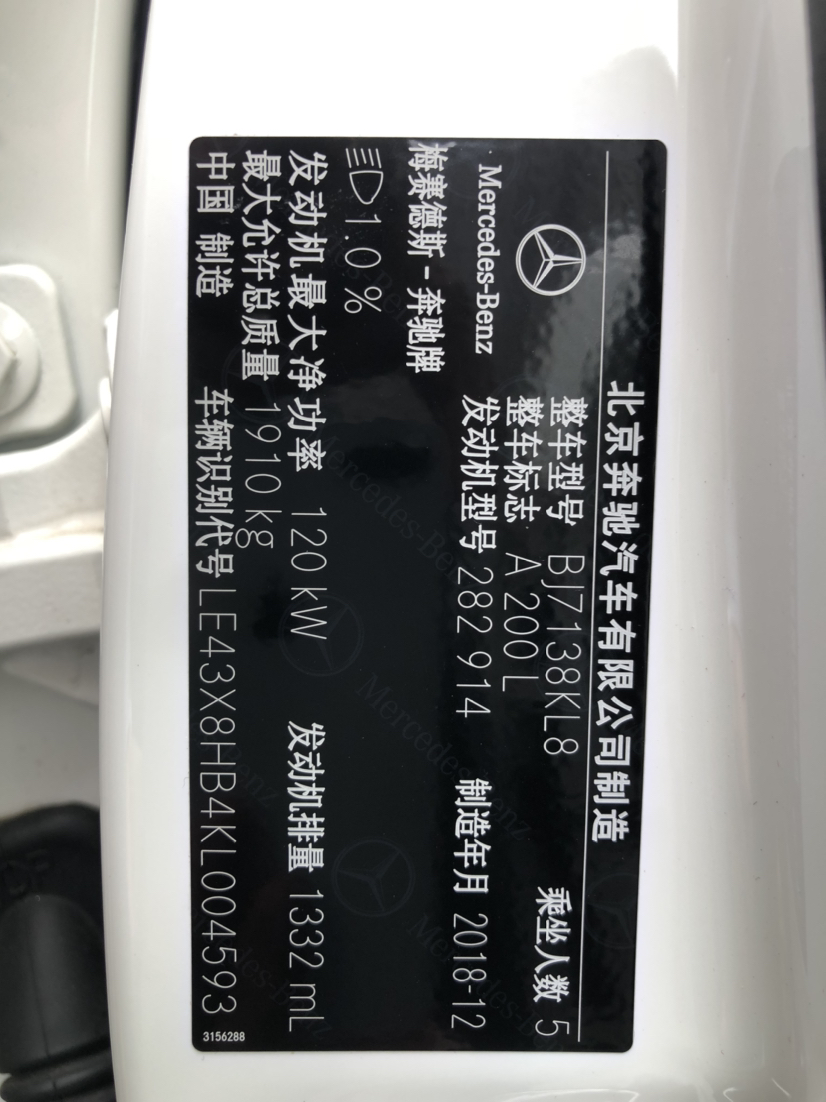 北京奔驰汽车有限公司制造
整车型号 BJ7138KL8 乘坐人数 5
整车标志 A 200 L
Mercedes-Benz 发动机型号 282 914 制造年月 2018-12
梅赛德斯-奔驰牌
1.0%
发动机最大净功率 120 kW 发动机排量 1332 mL
最大允许总质量 1910 kg
中国 制造 车辆识别代号 LE43X8HB4KL004593
3156288